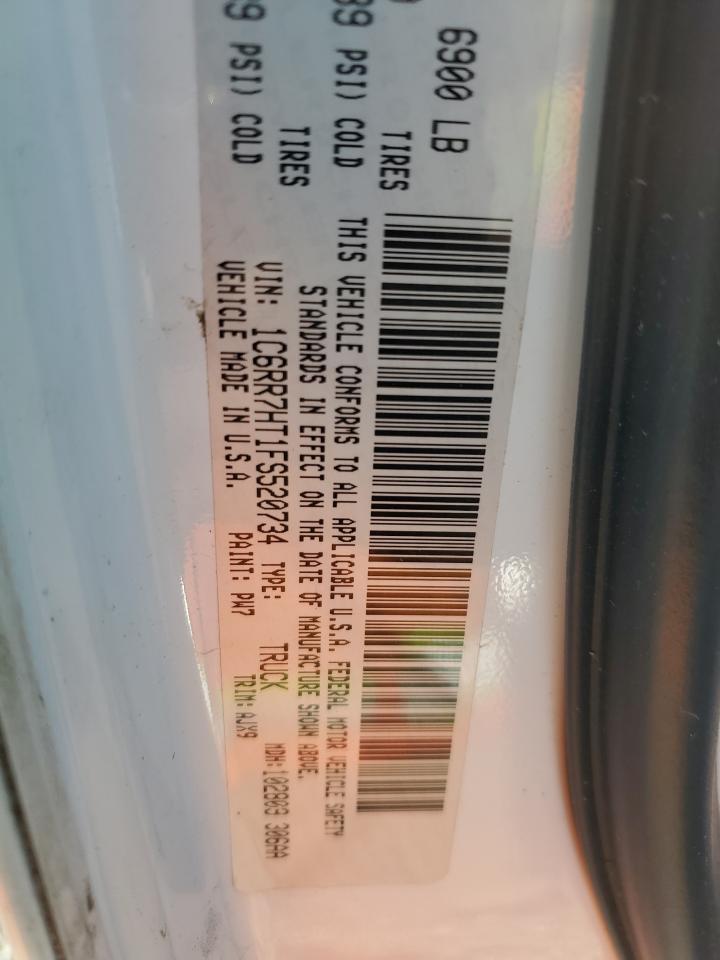 6900 LB
TIRES
39 PSI) COLD
TIRES
9 PSI) COLD
THIS VEHICLE CONFORMS TO ALL APPLICABLE U.S.A. FEDERAL MOTOR VEHICLE SAFETY
STANDARDS IN EFFECT ON THE DATE OF MANUFACTURE SHOWN ABOVE.
VIN: 1C6RR7HT1FS520734 TYPE: TRUCK MDH:102809 306AA
VEHICLE MADE IN U.S.A. PAINT: PW7 TRIM:AJX9